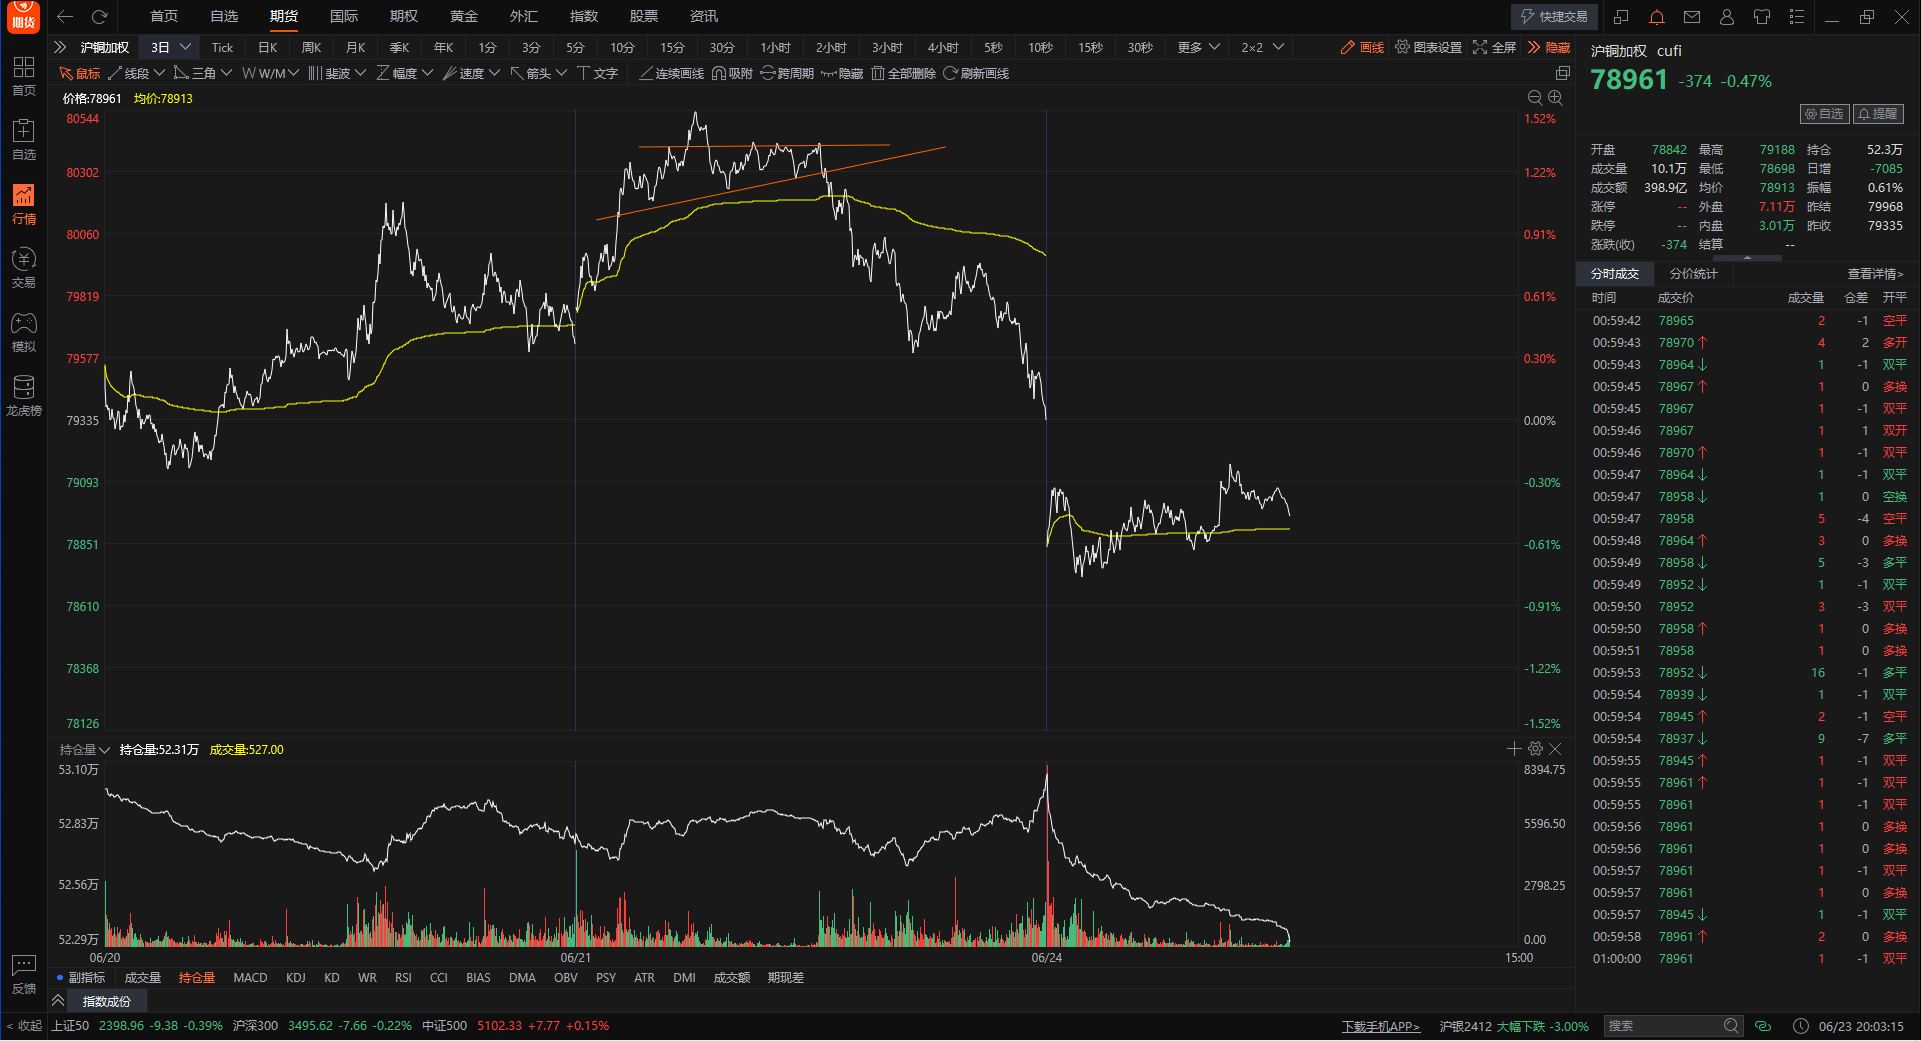 期货 首页 自选 期货 国际 期权 黄金 外汇 指数 股票 资讯 快捷交易
沪铜加权 3日 Tick 日K 周K 月K 季K 年K 1分 3分 5分 10分 15分 30分 1小时 2小时 3小时 4小时 5秒 10秒 15秒 30秒 更多 2×2 画线 图表设置 全屏 隐藏
鼠标 线段 三角 W/M 斐波 幅度 速度 箭头 文字 连续画线 吸附 跨周期 隐藏 全部删除 刷新画线
首页
自选
行情
交易
模拟
龙虎榜
反馈
< 收起
价格:78961 均价:78913
80544 1.52%
80302 1.22%
80060 0.91%
79819 0.61%
79577 0.30%
79335 0.00%
79093 -0.30%
78851 -0.61%
78610 -0.91%
78368 -1.22%
78126 -1.52%
持仓量 持仓量:52.31万 成交量:527.00
53.10万 8394.75
52.83万 5596.50
52.56万 2798.25
52.29万 0.00
06/20 06/21 06/24 15:00
副指标 成交量 持仓量 MACD KDJ KD WR RSI CCI BIAS DMA OBV PSY ATR DMI 成交额 期现差
指数成份
沪铜加权 cufi
78961 -374 -0.47%
自选 提醒
开盘 78842 最高 79188 持仓 52.3万
成交量 10.1万 最低 78698 日增 -7085
成交额 398.9亿 均价 78913 振幅 0.61%
涨停 -- 外盘 7.11万 昨结 79968
跌停 -- 内盘 3.01万 昨收 79335
涨跌(收) -374 结算 --
分时成交 分价统计 查看详情>
时间 成交价 成交量 仓差 开平
00:59:42 78965 2 -1 空平
00:59:43 78970↑ 4 2 多开
00:59:43 78964↓ 1 -1 双平
00:59:45 78967↑ 1 0 多换
00:59:45 78967 1 -1 双平
00:59:46 78967 1 1 双开
00:59:46 78970↑ 1 -1 双平
00:59:47 78964↓ 1 -1 双平
00:59:47 78958↓ 1 0 空换
00:59:47 78958 5 -4 空平
00:59:48 78964↑ 3 0 多换
00:59:49 78958↓ 5 -3 多平
00:59:49 78952↓ 1 -1 双平
00:59:50 78952 3 -3 双平
00:59:50 78958↑ 1 0 多换
00:59:51 78958 1 0 多换
00:59:53 78952↓ 16 -1 多平
00:59:54 78939↓ 1 -1 双平
00:59:54 78945↑ 2 -1 空平
00:59:54 78937↓ 9 -7 多平
00:59:55 78945↑ 1 -1 双平
00:59:55 78961↑ 1 -1 双平
00:59:55 78961 1 -1 双平
00:59:56 78961 1 0 多换
00:59:56 78961 1 0 多换
00:59:57 78961 1 -1 双平
00:59:57 78961 1 0 多换
00:59:57 78945↓ 1 -1 双平
00:59:58 78961↑ 2 0 多换
01:00:00 78961 1 -1 双平
上证50 2398.96 -9.38 -0.39% 沪深300 3495.62 -7.66 -0.22% 中证500 5102.33 +7.77 +0.15% 下载手机APP> 沪银2412 大幅下跌 -3.00% 搜索 06/23 20:03:15